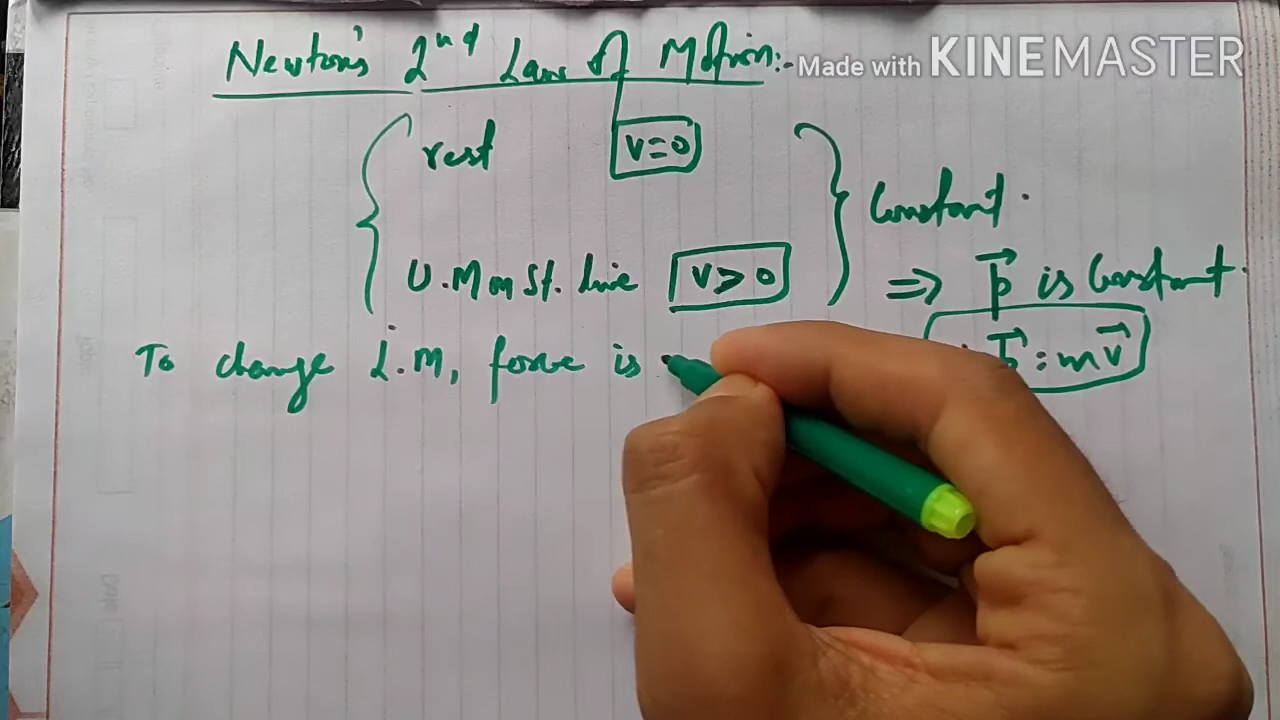 Newton's 2nd Law of Motion:-
Made with KINEMASTER
rest v=0
Constant.
U.M on St. line v>0
=> p⃗ is Constant.
p⃗ : mv⃗
To change L.M, force is